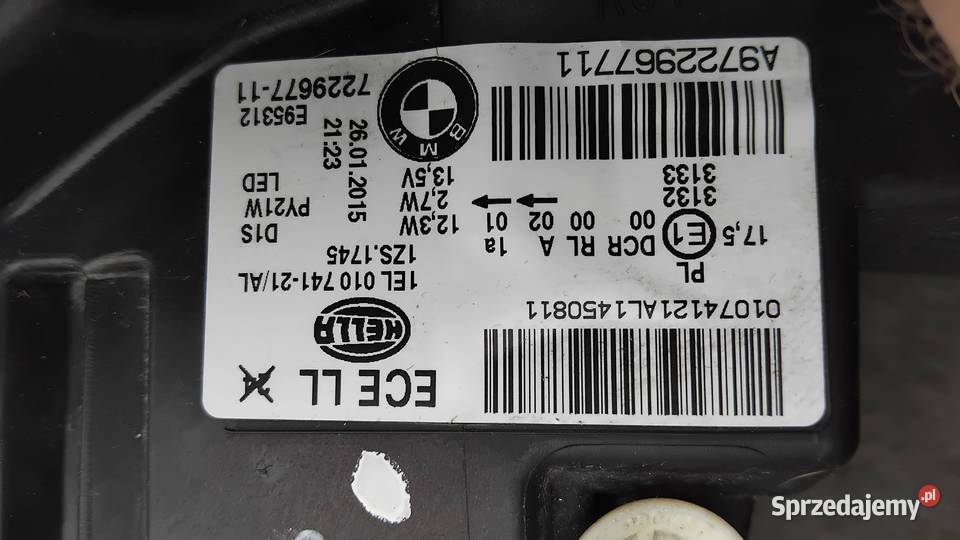 ECE LL
24
HELLA
01074121AL1450811
1EL 010 741-21/AL
1ZS.1745
PL
17,5
E1
DCR RL A 1a
00 00 02 01
3132
3133
D1S 12,3W
PY21W 2,7W
LED 13,5V
26.01.2015
21:23
BMW
E95312
7229677-11
A9722967711
Sprzedajemy.pl